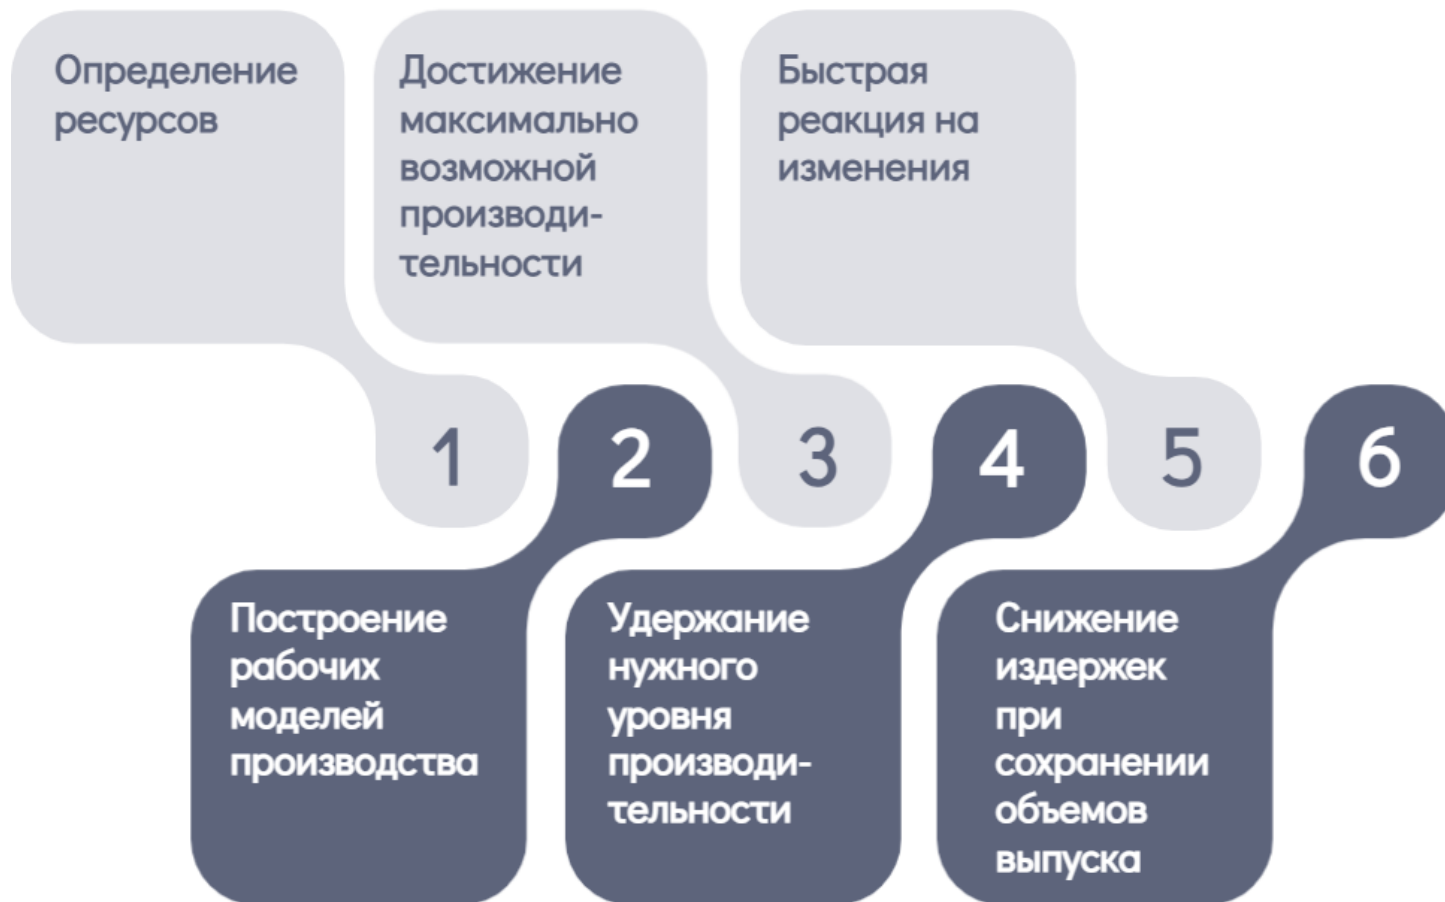 Определение
ресурсов
Достижение
максимально
возможной
производи-
тельности
Быстрая
реакция на
изменения
1
2
3
4
5
6
Построение
рабочих
моделей
производства
Удержание
нужного
уровня
производи-
тельности
Снижение
издержек
при
сохранении
объемов
выпуска